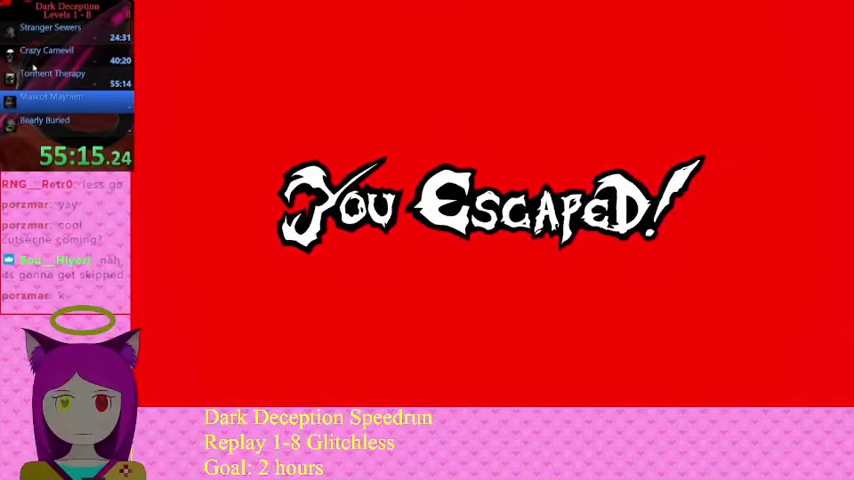 Dark Deception
Levels 1 - 8
8
Stranger Sewers
-
24:31
Crazy Carnevil
-
40:20
Torment Therapy
-
55:14
Mascot Mayhem
-
Bearly Buried
-
55:15.24
RNG__Retr0: less go
porzmar: yay
porzmar: cool
cutsecne coming?
Sou__Hiyori: nah
its gonna get skipped
porzmar: k
You Escaped!
Dark Deception Speedrun
Replay 1-8 Glitchless
Goal: 2 hours